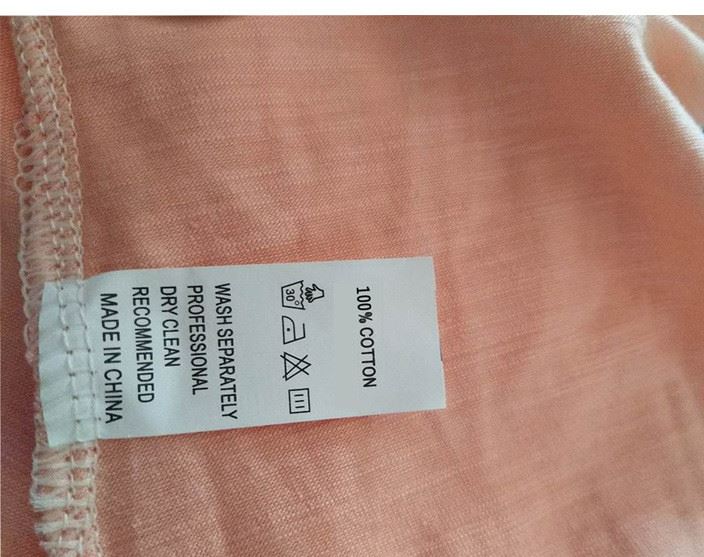 100% COTTON
30°
WASH SEPARATELY
PROFESSIONAL
DRY CLEAN
RECOMMENDED
MADE IN CHINA